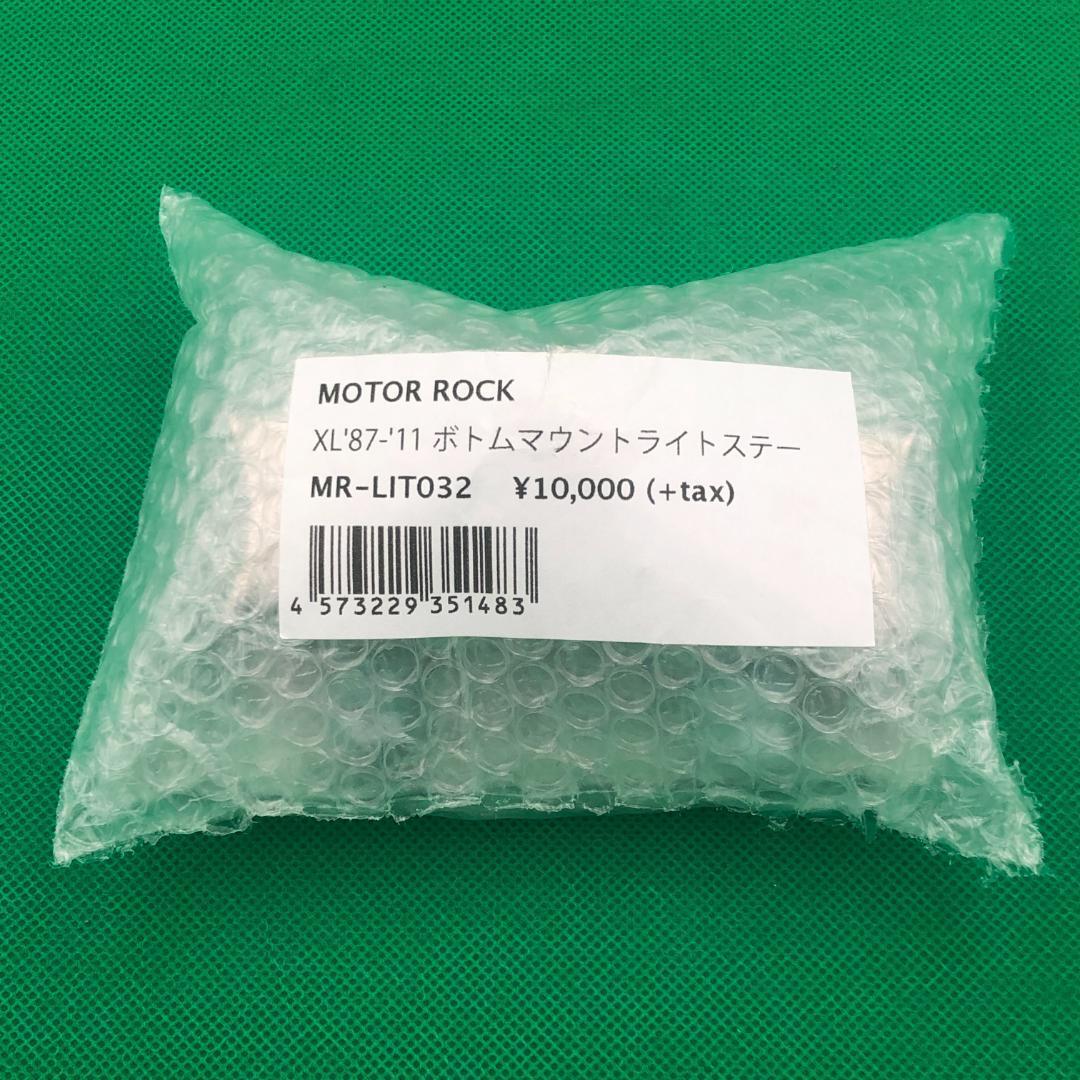 MOTOR ROCK
XL'87-'11 ボトムマウントライトステー
MR-LIT032 ¥10,000 (+tax)
4 573229 351483